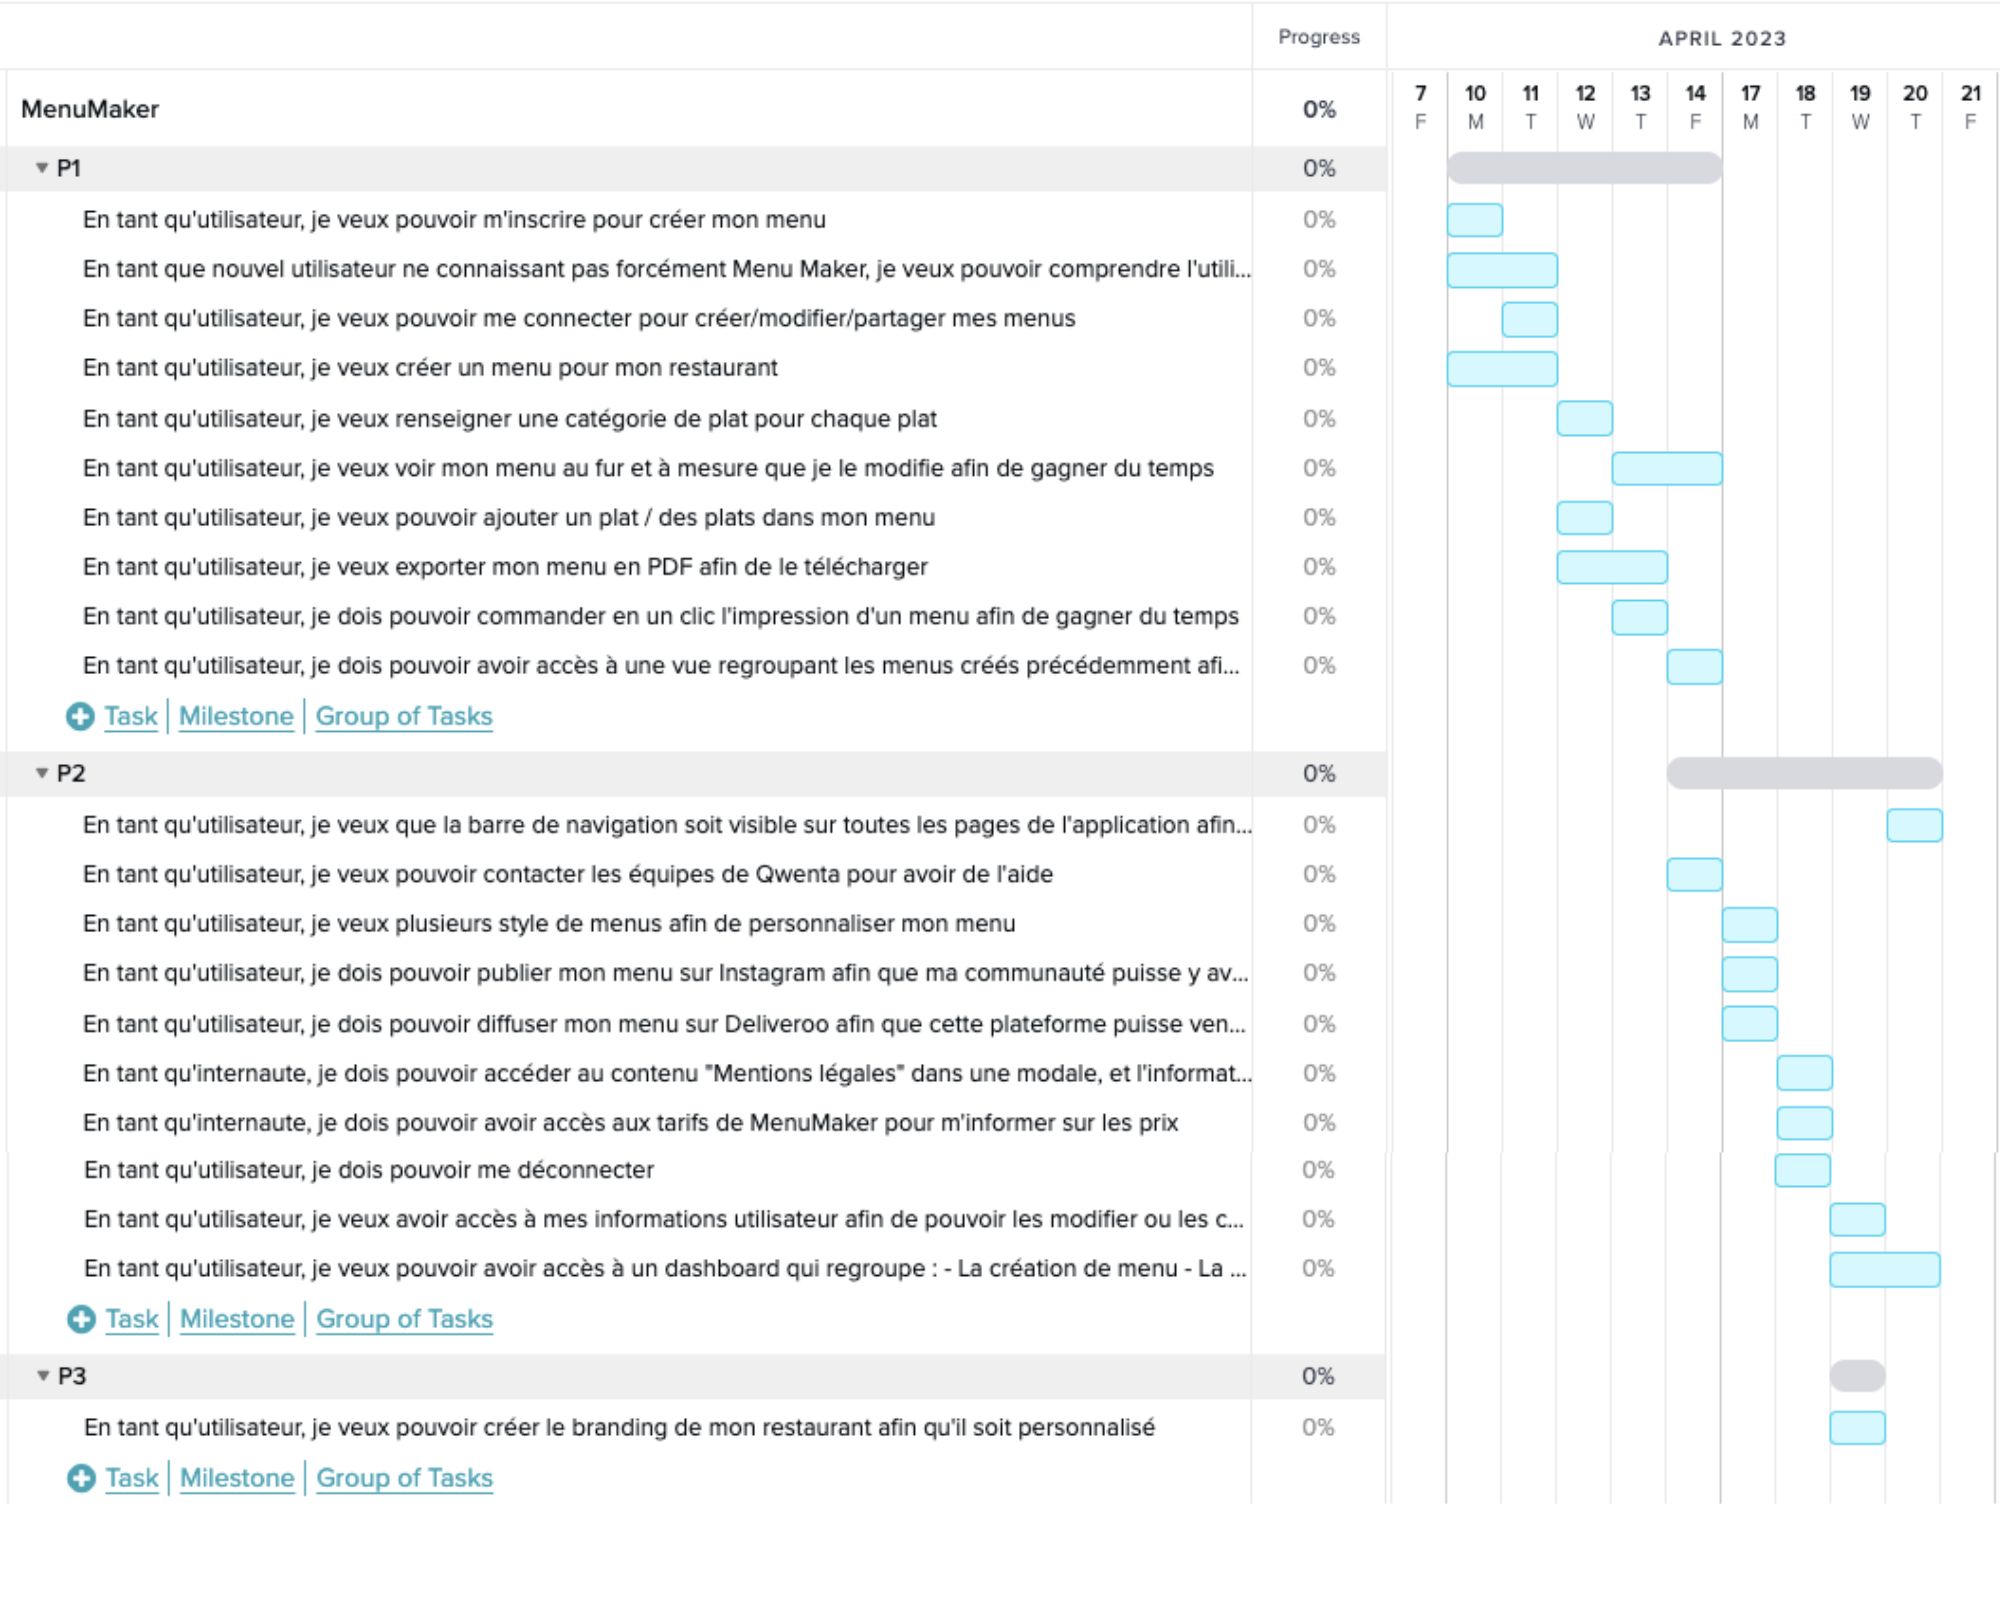 Progress
APRIL 2023
MenuMaker 0% 7 10 11 12 13 14 17 18 19 20 21
F M T W T F M T W T F
P1 0%
En tant qu'utilisateur, je veux pouvoir m'inscrire pour créer mon menu 0%
En tant que nouvel utilisateur ne connaissant pas forcément Menu Maker, je veux pouvoir comprendre l'utili... 0%
En tant qu'utilisateur, je veux pouvoir me connecter pour créer/modifier/partager mes menus 0%
En tant qu'utilisateur, je veux créer un menu pour mon restaurant 0%
En tant qu'utilisateur, je veux renseigner une catégorie de plat pour chaque plat 0%
En tant qu'utilisateur, je veux voir mon menu au fur et à mesure que je le modifie afin de gagner du temps 0%
En tant qu'utilisateur, je veux pouvoir ajouter un plat / des plats dans mon menu 0%
En tant qu'utilisateur, je veux exporter mon menu en PDF afin de le télécharger 0%
En tant qu'utilisateur, je dois pouvoir commander en un clic l'impression d'un menu afin de gagner du temps 0%
En tant qu'utilisateur, je dois pouvoir avoir accès à une vue regroupant les menus créés précédemment afi... 0%
Task | Milestone | Group of Tasks
P2 0%
En tant qu'utilisateur, je veux que la barre de navigation soit visible sur toutes les pages de l'application afin... 0%
En tant qu'utilisateur, je veux pouvoir contacter les équipes de Qwenta pour avoir de l'aide 0%
En tant qu'utilisateur, je veux plusieurs style de menus afin de personnaliser mon menu 0%
En tant qu'utilisateur, je dois pouvoir publier mon menu sur Instagram afin que ma communauté puisse y av... 0%
En tant qu'utilisateur, je dois pouvoir diffuser mon menu sur Deliveroo afin que cette plateforme puisse ven... 0%
En tant qu'internaute, je dois pouvoir accéder au contenu "Mentions légales" dans une modale, et l'informat... 0%
En tant qu'internaute, je dois pouvoir avoir accès aux tarifs de MenuMaker pour m'informer sur les prix 0%
En tant qu'utilisateur, je dois pouvoir me déconnecter 0%
En tant qu'utilisateur, je veux avoir accès à mes informations utilisateur afin de pouvoir les modifier ou les c... 0%
En tant qu'utilisateur, je veux pouvoir avoir accès à un dashboard qui regroupe : - La création de menu - La ... 0%
Task | Milestone | Group of Tasks
P3 0%
En tant qu'utilisateur, je veux pouvoir créer le branding de mon restaurant afin qu'il soit personnalisé 0%
Task | Milestone | Group of Tasks